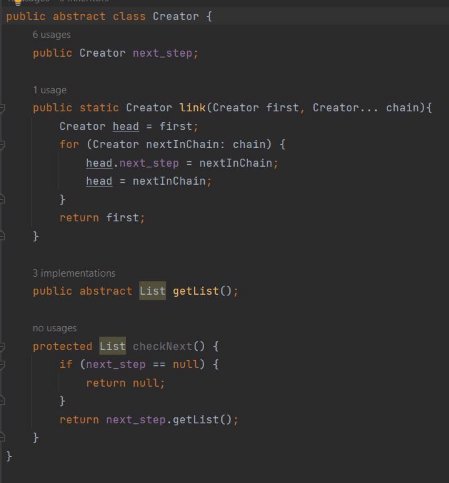 public abstract class Creator {
6 usages
public Creator next_step;
1 usage
public static Creator link(Creator first, Creator... chain){
Creator head = first;
for (Creator nextInChain: chain) {
head.next_step = nextInChain;
head = nextInChain;
}
return first;
}
3 implementations
public abstract List getList();
no usages
protected List checkNext() {
if (next_step == null) {
return null;
}
return next_step.getList();
}
}